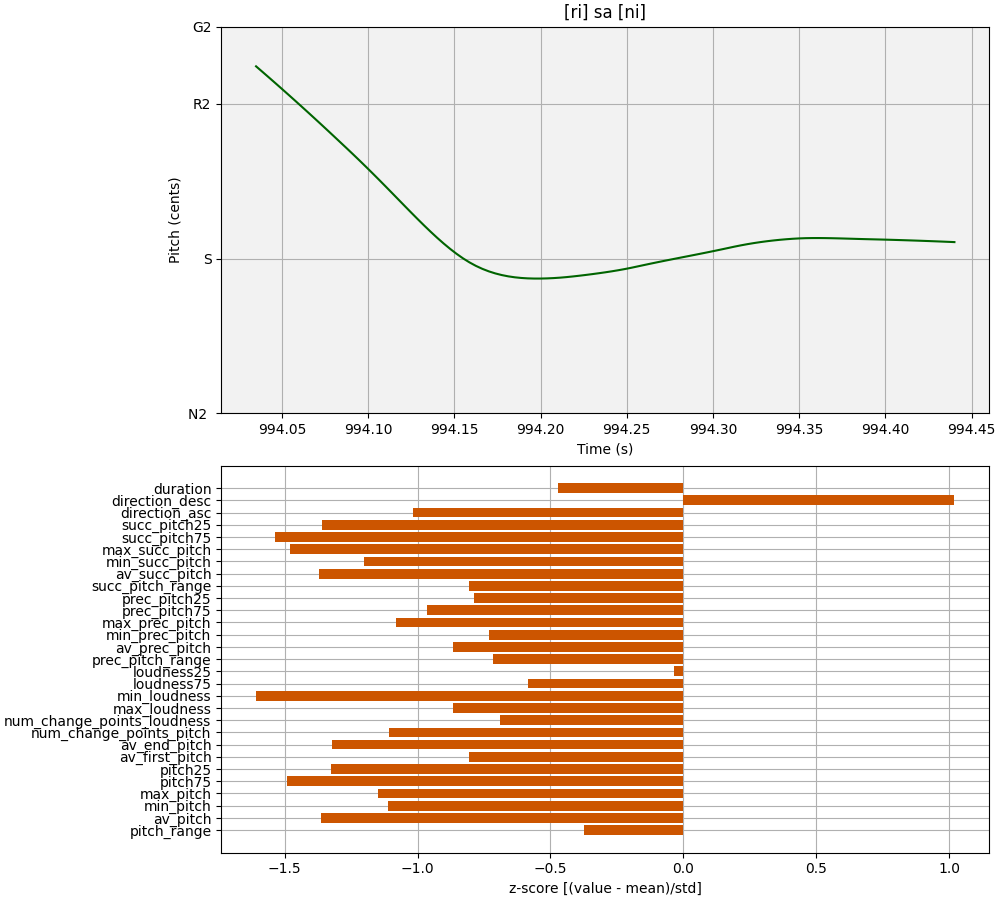 [ri] sa [ni]
G2
R2
S
N2
Pitch (cents)
994.05 994.10 994.15 994.20 994.25 994.30 994.35 994.40 994.45
Time (s)
duration
direction_desc
direction_asc
succ_pitch25
succ_pitch75
max_succ_pitch
min_succ_pitch
av_succ_pitch
succ_pitch_range
prec_pitch25
prec_pitch75
max_prec_pitch
min_prec_pitch
av_prec_pitch
prec_pitch_range
loudness25
loudness75
min_loudness
max_loudness
num_change_points_loudness
num_change_points_pitch
av_end_pitch
av_first_pitch
pitch25
pitch75
max_pitch
min_pitch
av_pitch
pitch_range
−1.5 −1.0 −0.5 0.0 0.5 1.0
z-score [(value - mean)/std]